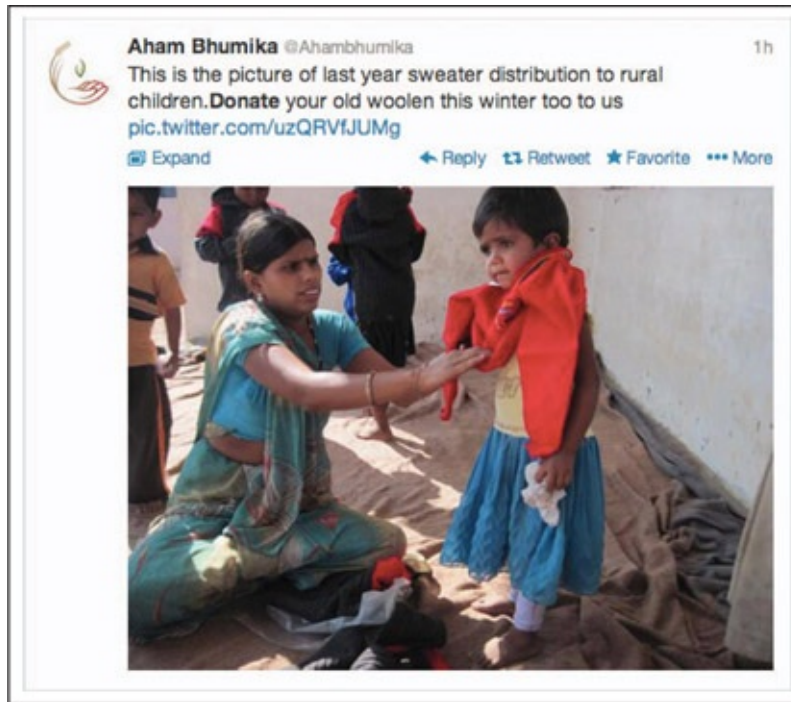 Aham Bhumika @Ahambhumika 1h
This is the picture of last year sweater distribution to rural
children.Donate your old woolen this winter too to us
pic.twitter.com/uzQRVfJUMg
Expand Reply Retweet Favorite More